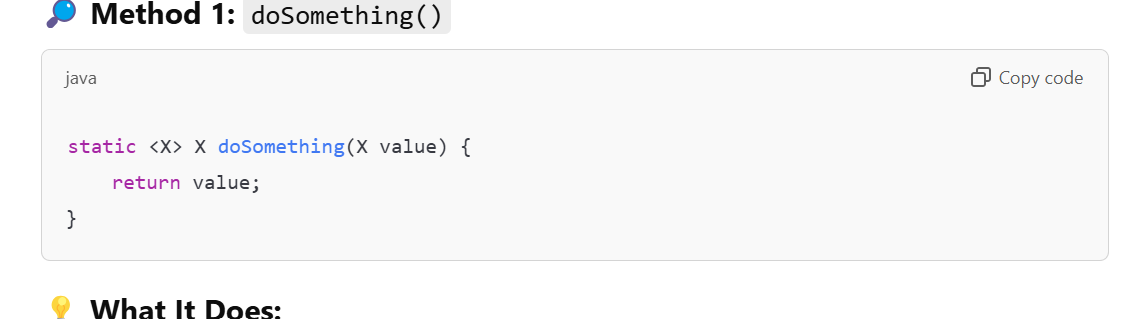 🔎 Method 1: doSomething()
java
Copy code
static <X> X doSomething(X value) {
    return value;
}
💡 What It Does: